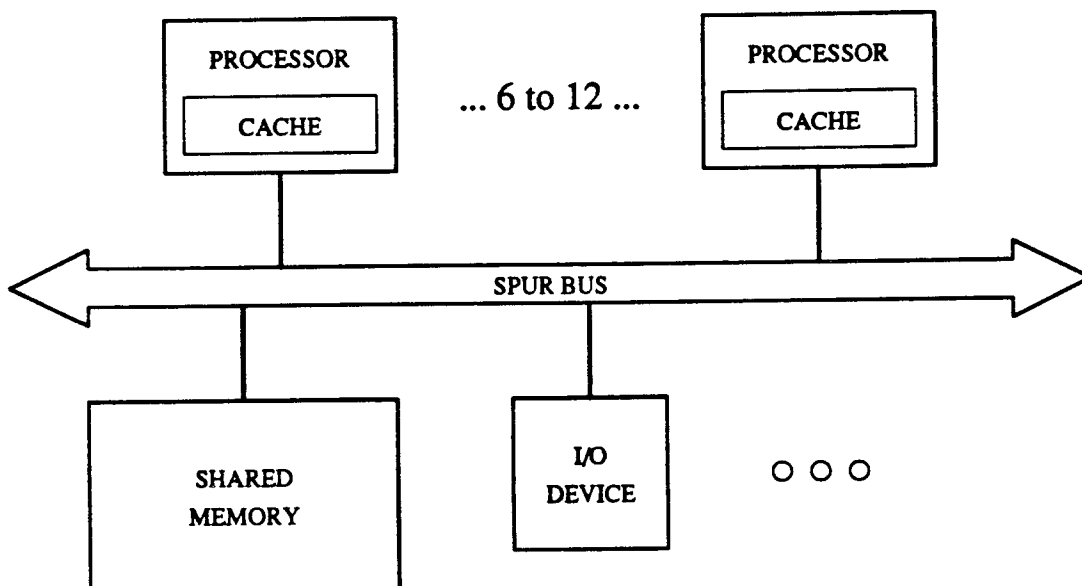 PROCESSOR
CACHE
... 6 to 12 ...
PROCESSOR
CACHE
SPUR BUS
SHARED
MEMORY
I/O
DEVICE